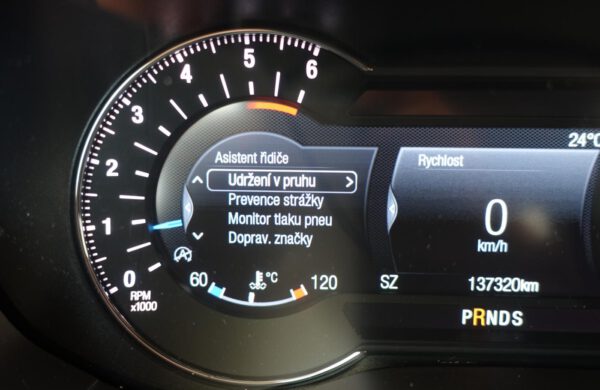 6
5
4
3
2
1
0
RPM
x1000
Asistent řidiče
Udržení v pruhu >
Prevence strážky
Monitor tlaku pneu
Doprav. značky
60 °C 120
24°C
Rychlost
0
km/h
SZ 137320km
PRNDS